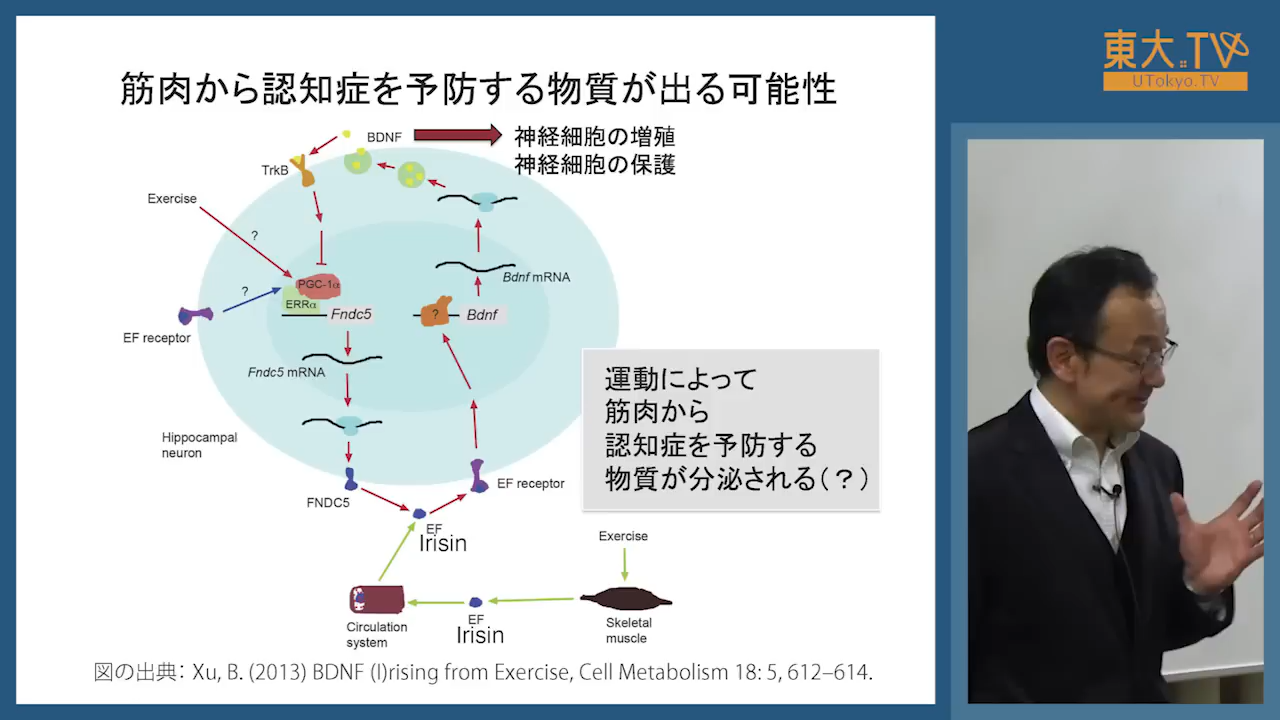 東大TV
UTokyo.TV
筋肉から認知症を予防する物質が出る可能性
BDNF
神経細胞の増殖
神経細胞の保護
TrkB
Exercise
?
PGC-1α
?
ERRα
Fndc5
EF receptor
Bdnf mRNA
?
Bdnf
Fndc5 mRNA
Hippocampal
neuron
FNDC5
EF receptor
EF
Irisin
運動によって
筋肉から
認知症を予防する
物質が分泌される(?)
Exercise
Skeletal
muscle
EF
Irisin
Circulation
system
図の出典: Xu, B. (2013) BDNF (I)rising from Exercise, Cell Metabolism 18: 5, 612–614.